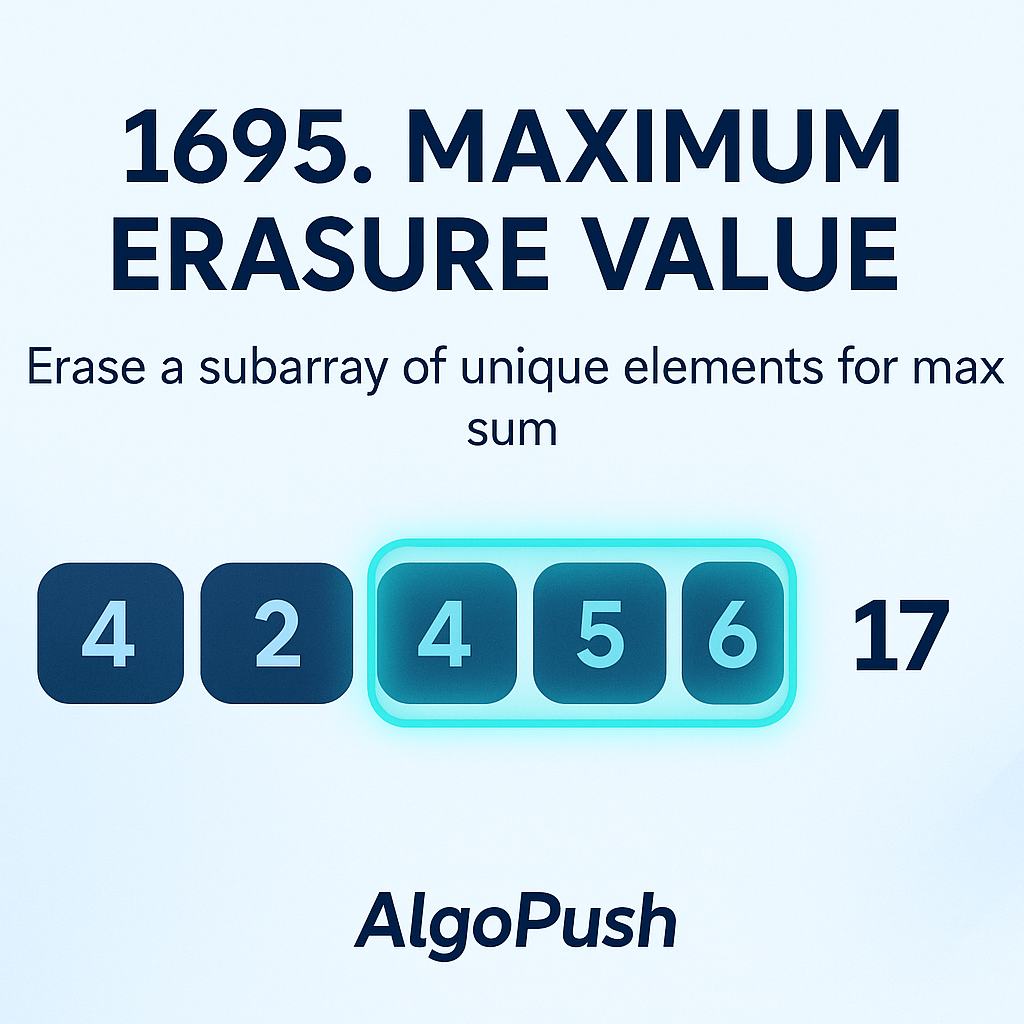 1695. MAXIMUM
ERASURE VALUE
Erase a subarray of unique elements for max
sum
4 2 4 5 6 17
AlgoPush